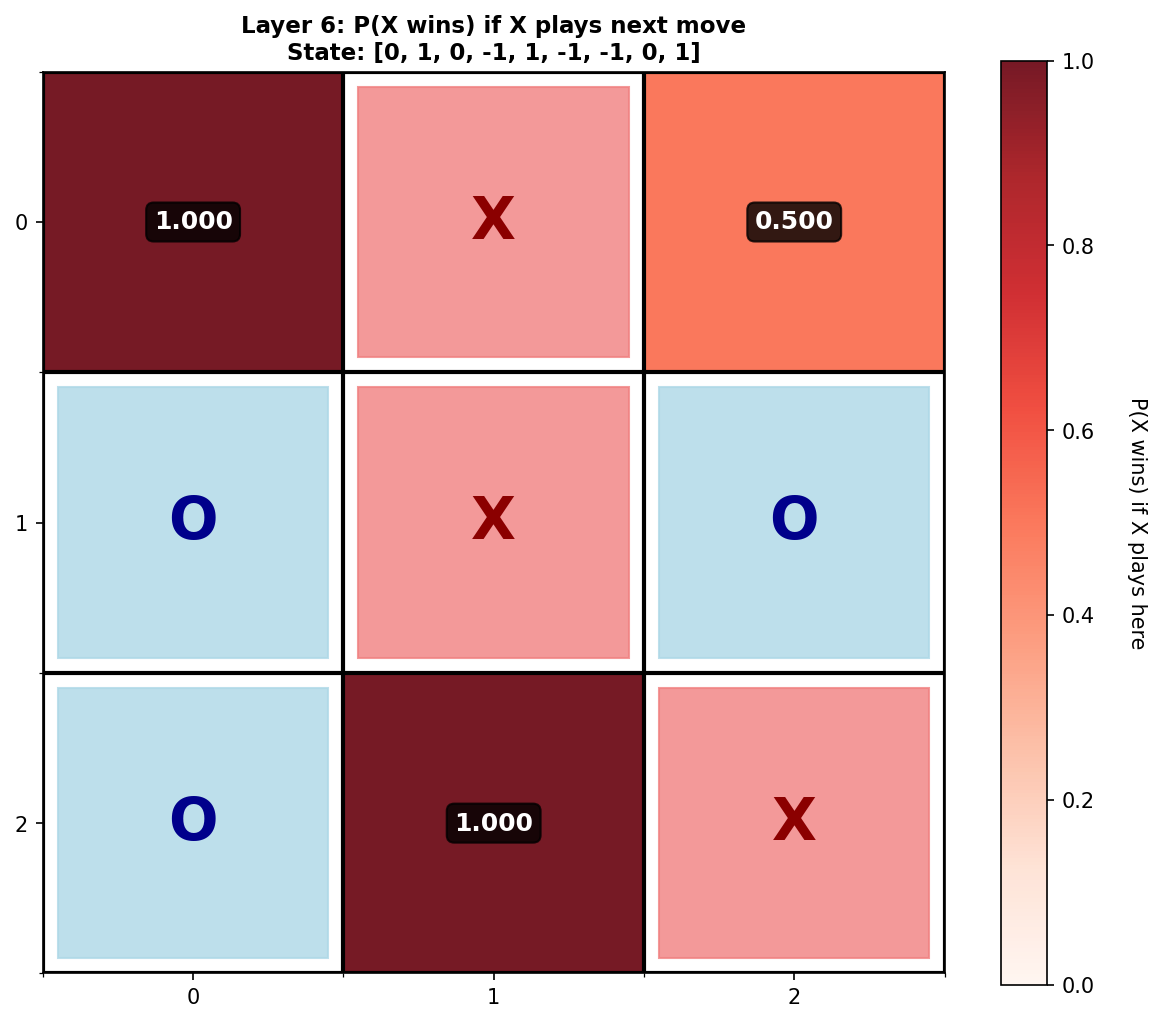 Layer 6: P(X wins) if X plays next move
State: [0, 1, 0, -1, 1, -1, -1, 0, 1]
1.000
X
0.500
O
X
O
O
1.000
X
0
1
2
0
1
2
1.0
0.8
0.6
0.4
0.2
0.0
P(X wins) if X plays here